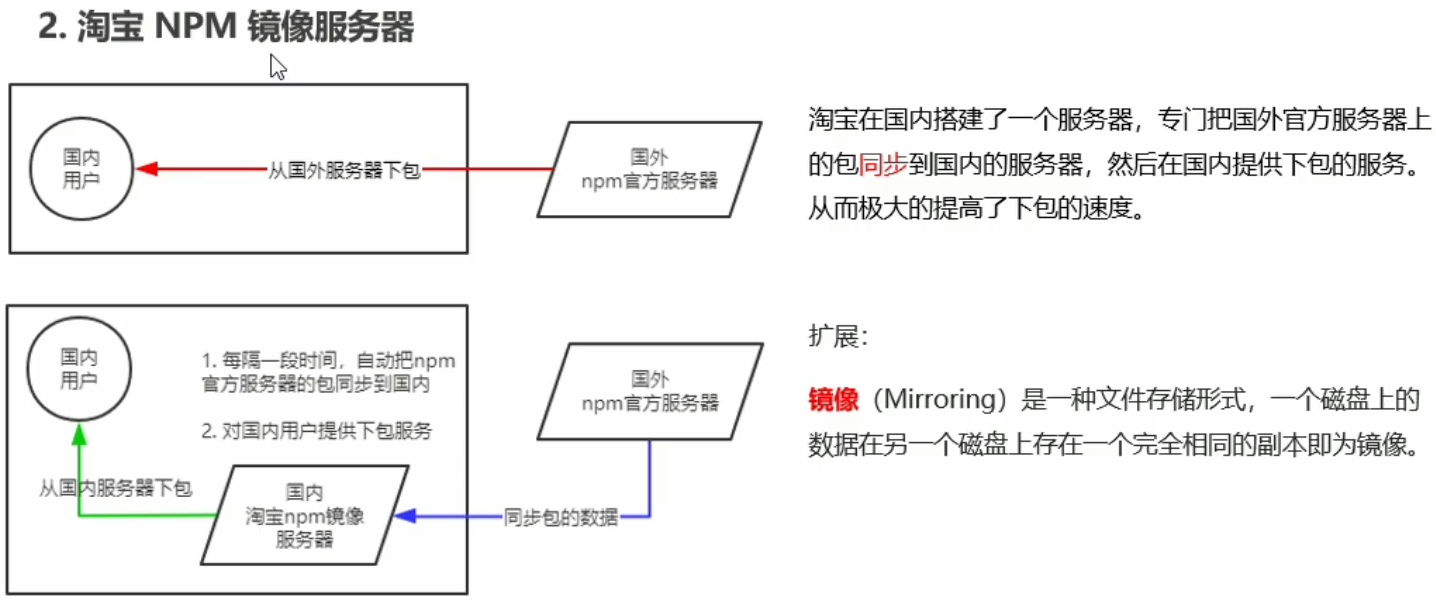 2. 淘宝 NPM 镜像服务器
国内
用户
从国外服务器下包
国外
npm官方服务器
淘宝在国内搭建了一个服务器，专门把国外官方服务器上
的包同步到国内的服务器，然后在国内提供下包的服务。
从而极大的提高了下包的速度。
国内
用户
1. 每隔一段时间，自动把npm
官方服务器的包同步到国内
2. 对国内用户提供下包服务
从国内服务器下包
国内
淘宝npm镜像
服务器
同步包的数据
国外
npm官方服务器
扩展：
镜像（Mirroring）是一种文件存储形式，一个磁盘上的
数据在另一个磁盘上存在一个完全相同的副本即为镜像。